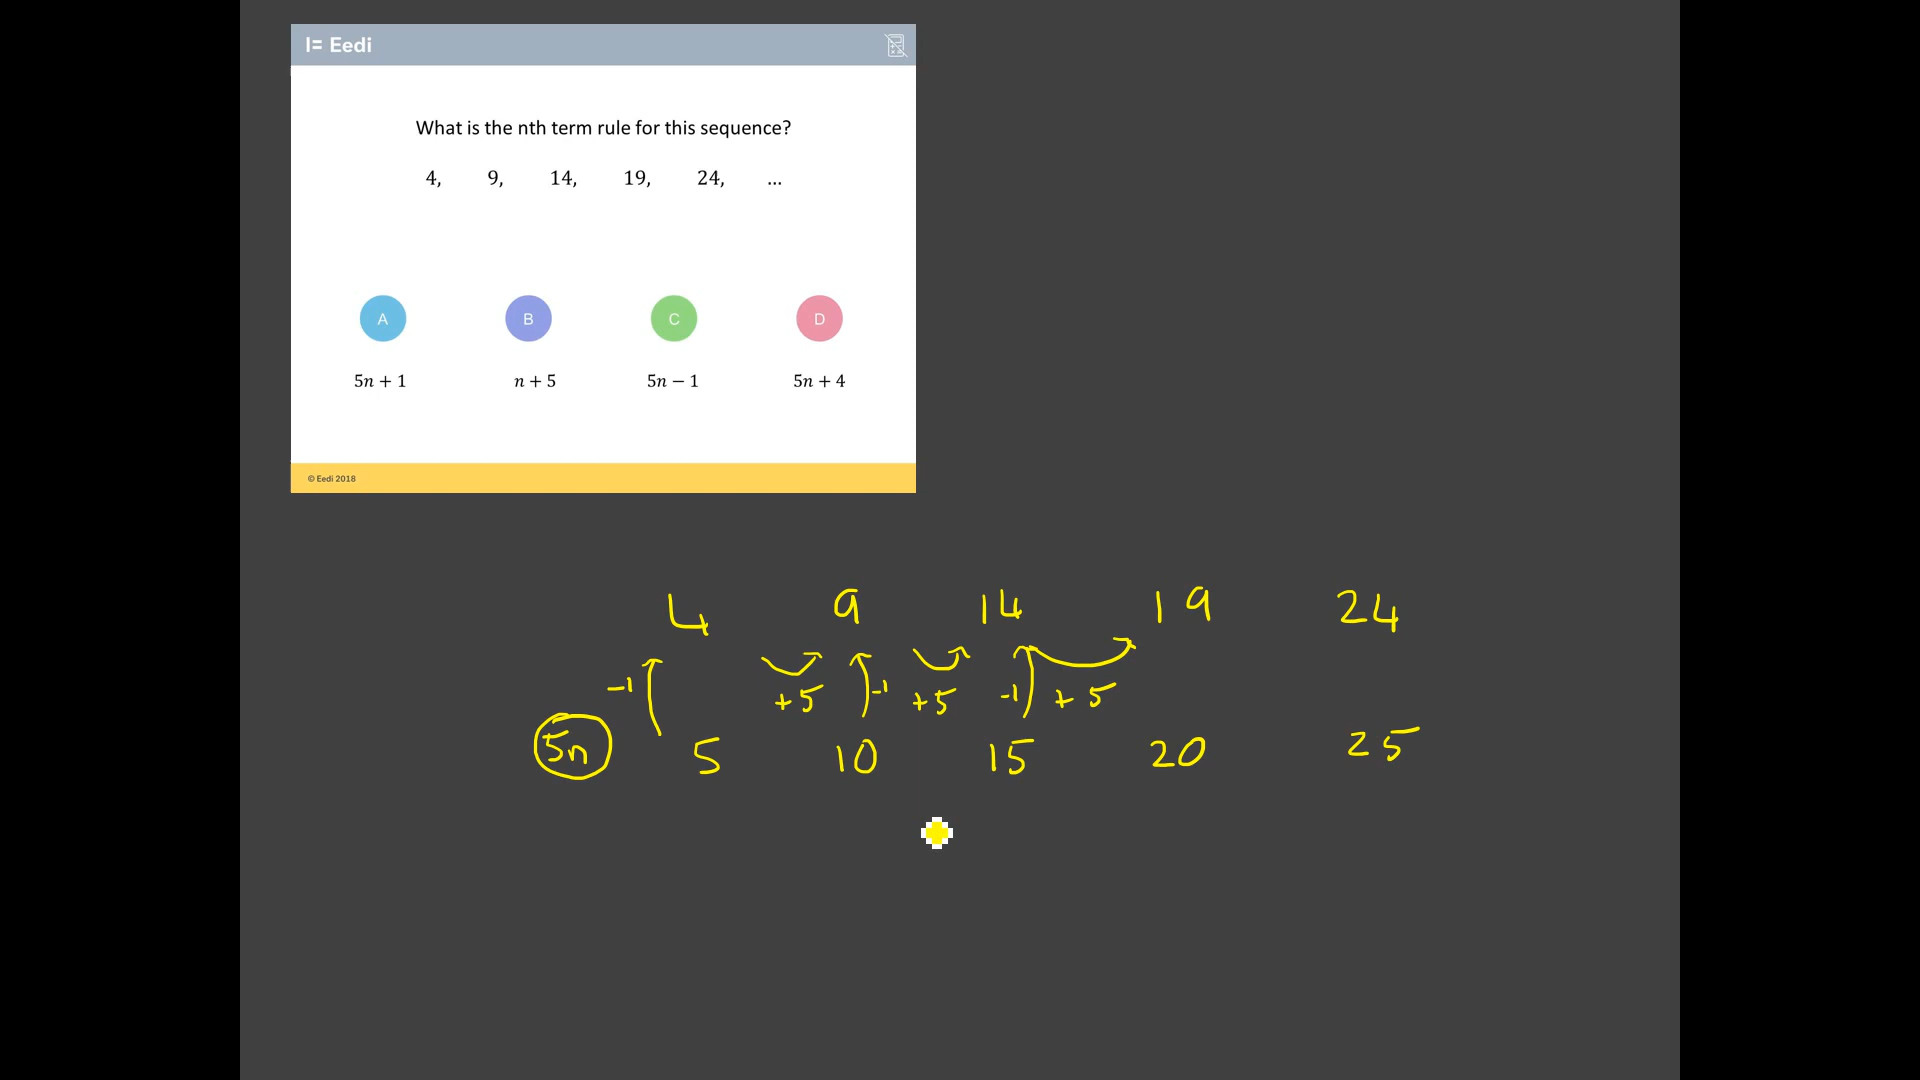 I= Eedi
What is the nth term rule for this sequence?
4, 9, 14, 19, 24, ...
A B C D
5n + 1 n + 5 5n − 1 5n + 4
© Eedi 2018
4 9 14 19 24
-1 +5 -1 +5 -1 +5
5n 5 10 15 20 25